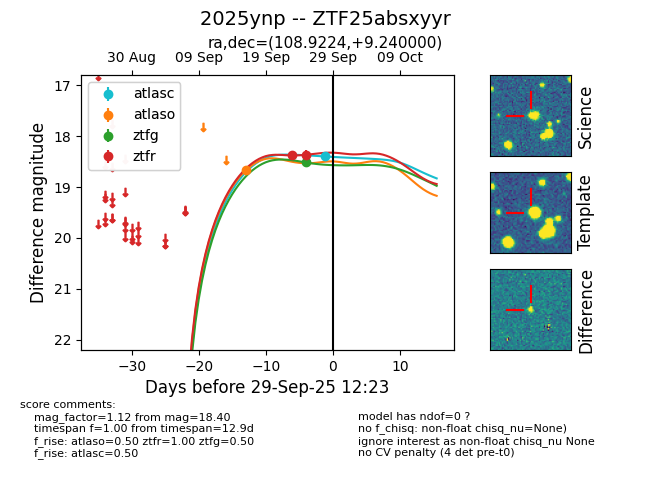 2025ynp -- ZTF25absxyyr
ra,dec=(108.9224,+9.240000)
30 Aug 09 Sep 19 Sep 29 Sep 09 Oct
17
18
19
20
21
22
Difference magnitude
atlasc
atlaso
ztfg
ztfr
−30 −20 −10 0 10
Days before 29-Sep-25 12:23
Science
Template
Difference
score comments:
mag_factor=1.12 from mag=18.40
timespan f=1.00 from timespan=12.9d
f_rise: atlaso=0.50 ztfr=1.00 ztfg=0.50
f_rise: atlasc=0.50
model has ndof=0 ?
no f_chisq: non-float chisq_nu=None)
ignore interest as non-float chisq_nu None
no CV penalty (4 det pre-t0)